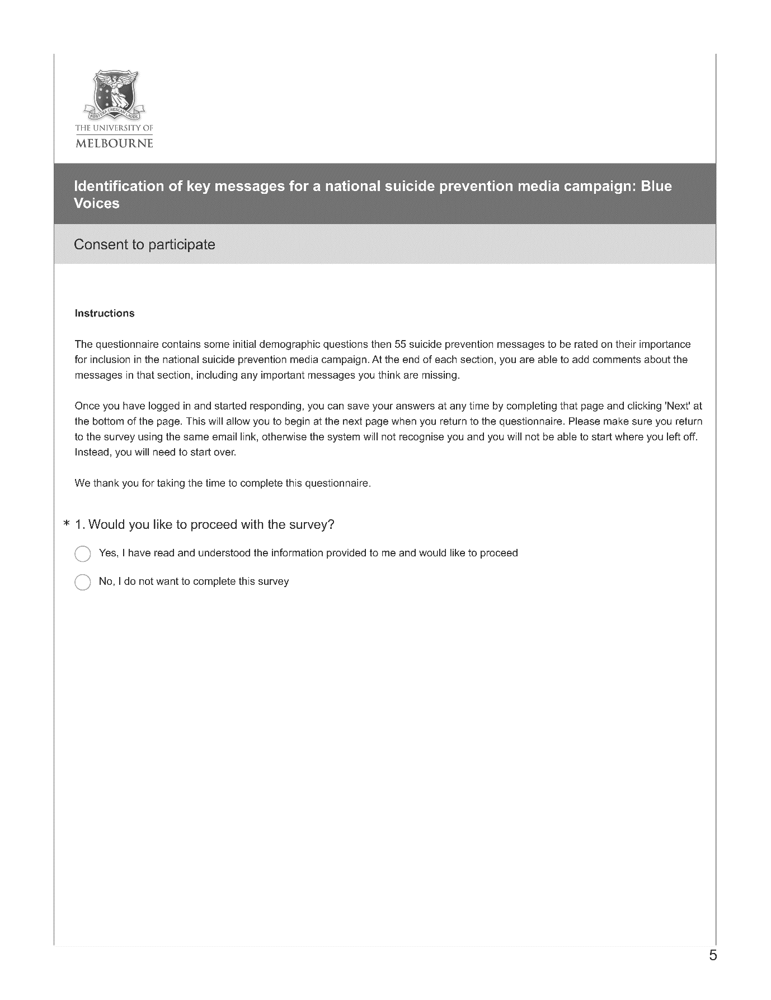 POSTERA CRESCAM LAUDE
THE UNIVERSITY OF
MELBOURNE
Identification of key messages for a national suicide prevention media campaign: Blue
Voices
Consent to participate
Instructions
The questionnaire contains some initial demographic questions then 55 suicide prevention messages to be rated on their importance
for inclusion in the national suicide prevention media campaign. At the end of each section, you are able to add comments about the
messages in that section, including any important messages you think are missing.
Once you have logged in and started responding, you can save your answers at any time by completing that page and clicking 'Next' at
the bottom of the page. This will allow you to begin at the next page when you return to the questionnaire. Please make sure you return
to the survey using the same email link, otherwise the system will not recognise you and you will not be able to start where you left off.
Instead, you will need to start over.
We thank you for taking the time to complete this questionnaire.
* 1. Would you like to proceed with the survey?
Yes, I have read and understood the information provided to me and would like to proceed
No, I do not want to complete this survey
5